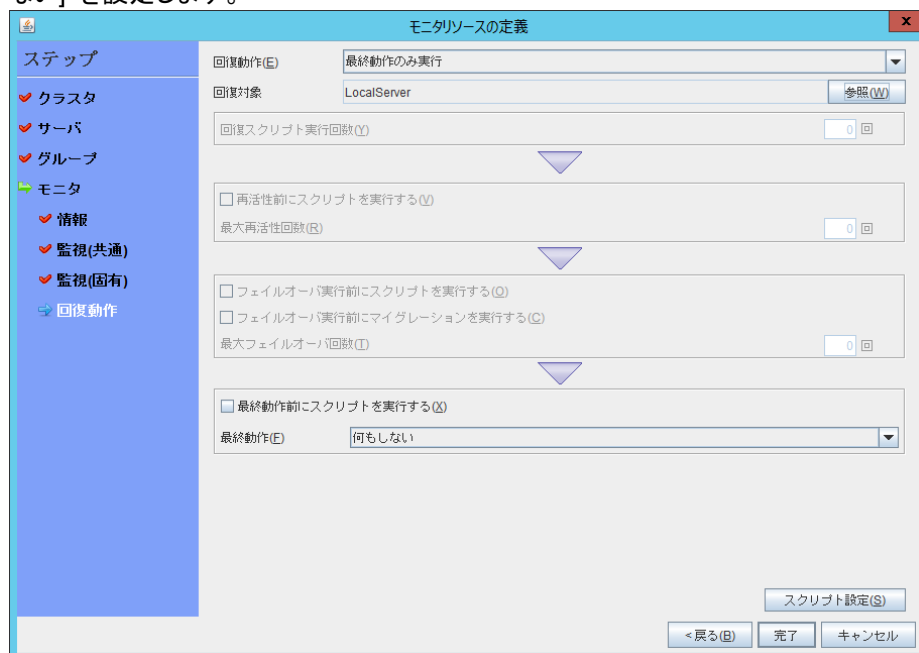 ない] を設定します。
モニタリソースの定義
x
ステップ
クラスタ
サーバ
グループ
モニタ
情報
監視(共通)
監視(固有)
回復動作
回復動作(E) 最終動作のみ実行
回復対象 LocalServer 参照(W)
回復スクリプト実行回数(Y) 0 回
再活性前にスクリプトを実行する(V)
最大再活性回数(R) 0 回
フェイルオーバ実行前にスクリプトを実行する(O)
フェイルオーバ実行前にマイグレーションを実行する(C)
最大フェイルオーバ回数(T) 0 回
最終動作前にスクリプトを実行する(X)
最終動作(F) 何もしない
スクリプト設定(S)
<戻る(B) 完了 キャンセル